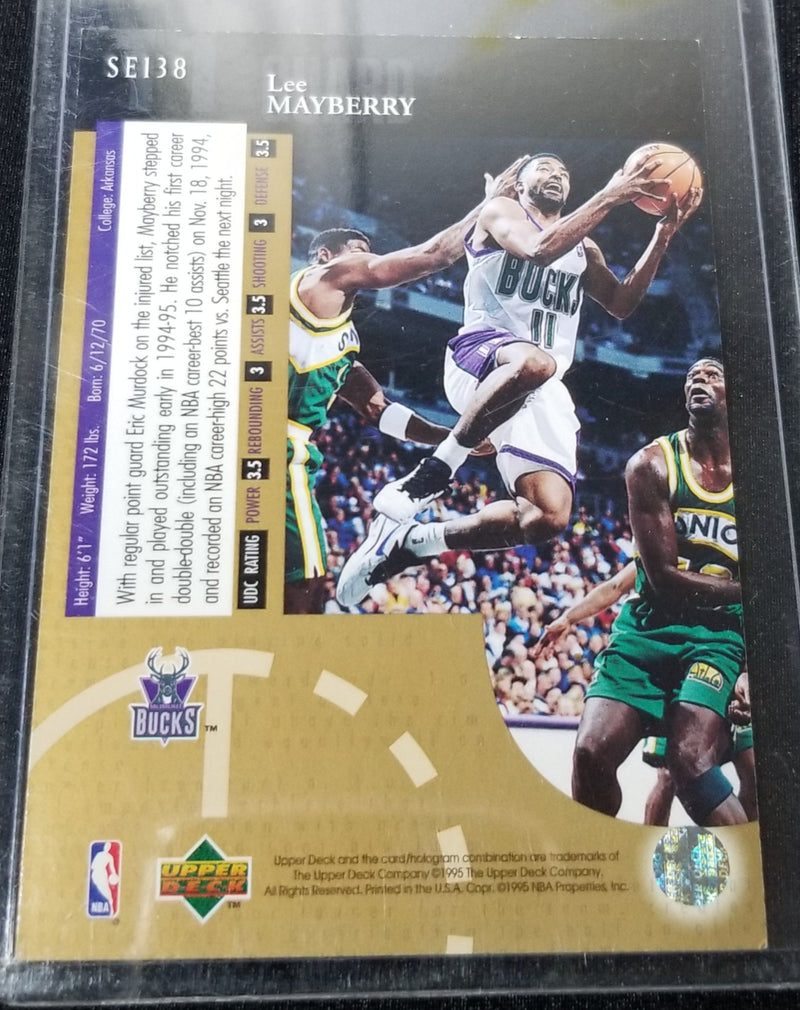 SE138
Lee
MAYBERRY
Height: 6'1" Weight: 172 lbs. Born: 6/12/70 College: Arkansas
With regular point guard Eric Murdock on the injured list, Mayberry stepped
in and played outstanding early in 1994-95. He notched his first career
double-double (including an NBA career-best 10 assists) on Nov. 18, 1994,
and recorded an NBA career-high 22 points vs. Seattle the next night.
UDC RATING POWER 3.5 REBOUNDING 3 ASSISTS 3.5 SHOOTING 3 DEFENSE 3.5
BUCKS
11
SONIC
MILWAUKEE
BUCKS™
NBA
®
UPPER
DECK
™
Upper Deck and the card/hologram combination are trademarks of
The Upper Deck Company ©1995 The Upper Deck Company.
All Rights Reserved. Printed in the U.S.A. Copr. ©1995 NBA Properties, Inc.